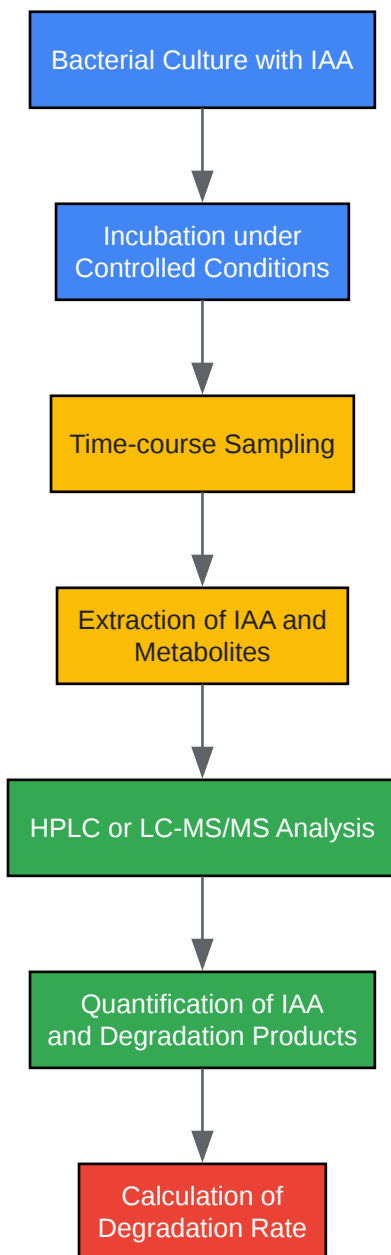 Bacterial Culture with IAA
Incubation under
Controlled Conditions
Time-course Sampling
Extraction of IAA and
Metabolites
HPLC or LC-MS/MS Analysis
Quantification of IAA
and Degradation Products
Calculation of
Degradation Rate